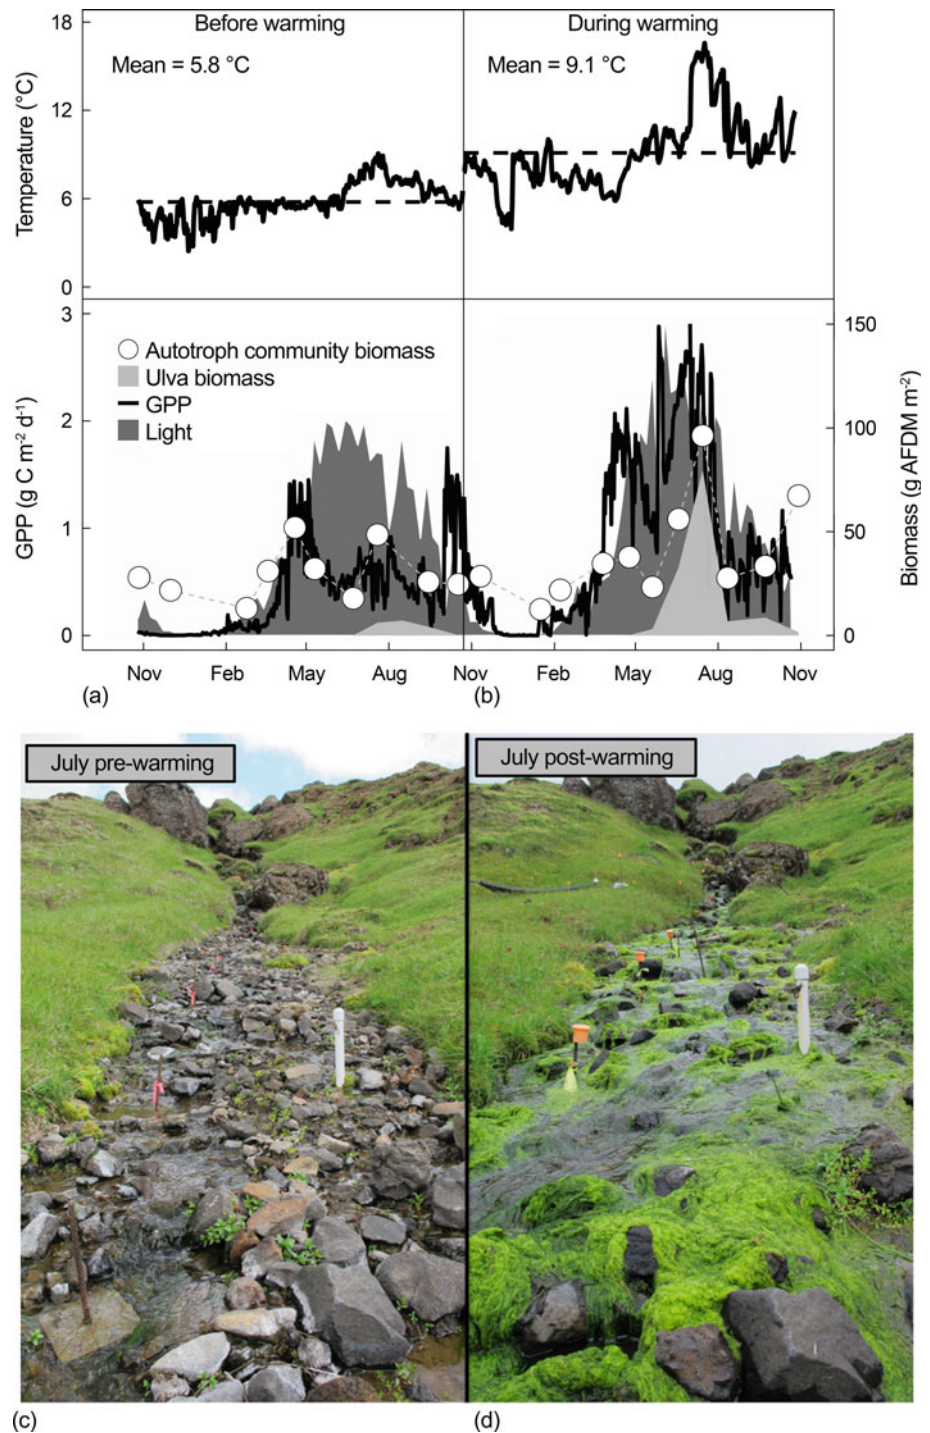 Before warming
During warming
Mean = 5.8 °C
Mean = 9.1 °C
Temperature (°C)
18
12
6
0
3
2
1
0
GPP (g C m⁻² d⁻¹)
Autotroph community biomass
Ulva biomass
GPP
Light
150
100
50
0
Biomass (g AFDM m⁻²)
Nov Feb May Aug Nov Feb May Aug Nov
(a) (b)
July pre-warming
July post-warming
(c) (d)